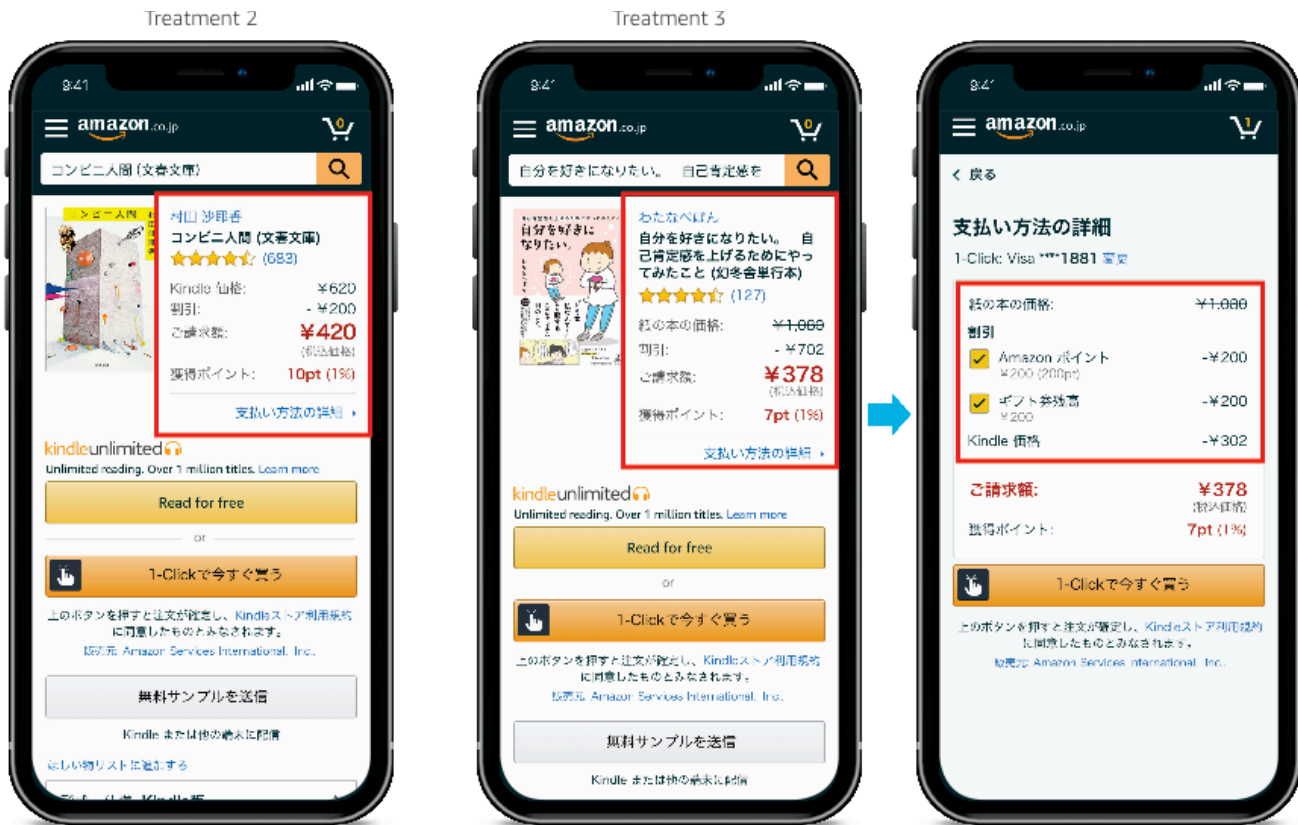 Treatment 2
9:41
amazon.co.jp
0
コンビニ人間 (文春文庫)
コンビニ人間
村田 沙耶香
コンビニ人間 (文春文庫)
(683)
Kindle 価格: ¥620
割引: - ¥200
ご請求額: ¥420
(税込価格)
獲得ポイント: 10pt (1%)
支払い方法の詳細 ›
kindleunlimited
Unlimited reading. Over 1 million titles. Learn more
Read for free
or
1-Clickで今すぐ買う
上のボタンを押すと注文が確定し、Kindleストア利用規約
に同意したものとみなされます。
販売元: Amazon Services International, Inc..
無料サンプルを送信
Kindle または他の端末に配信
ほしい物リストに追加する
Treatment 3
9:41
amazon.co.jp
0
自分を好きになりたい。 自己肯定感を
自分を好きに
なりたい。
わたなべぽん
自分を好きになりたい。 自
己肯定感を上げるためにやっ
てみたこと (幻冬舎単行本)
(127)
紙の本の価格: ¥1,080
割引: - ¥702
ご請求額: ¥378
(税込価格)
獲得ポイント: 7pt (1%)
支払い方法の詳細 ›
kindleunlimited
Unlimited reading. Over 1 million titles. Learn more
Read for free
or
1-Clickで今すぐ買う
上のボタンを押すと注文が確定し、Kindleストア利用規約
に同意したものとみなされます。
販売元: Amazon Services International, Inc..
無料サンプルを送信
Kindle または他の端末に配信
9:41
amazon.co.jp
1
‹ 戻る
支払い方法の詳細
1-Click: Visa ****1881 変更
紙の本の価格: ¥1,080
割引
Amazon ポイント -¥200
¥200 (200pt)
ギフト券残高 -¥200
¥200
Kindle 価格 -¥302
ご請求額: ¥378
(税込価格)
獲得ポイント: 7pt (1%)
1-Clickで今すぐ買う
上のボタンを押すと注文が確定し、Kindleストア利用規約
に同意したものとみなされます。
販売元: Amazon Services International, Inc..